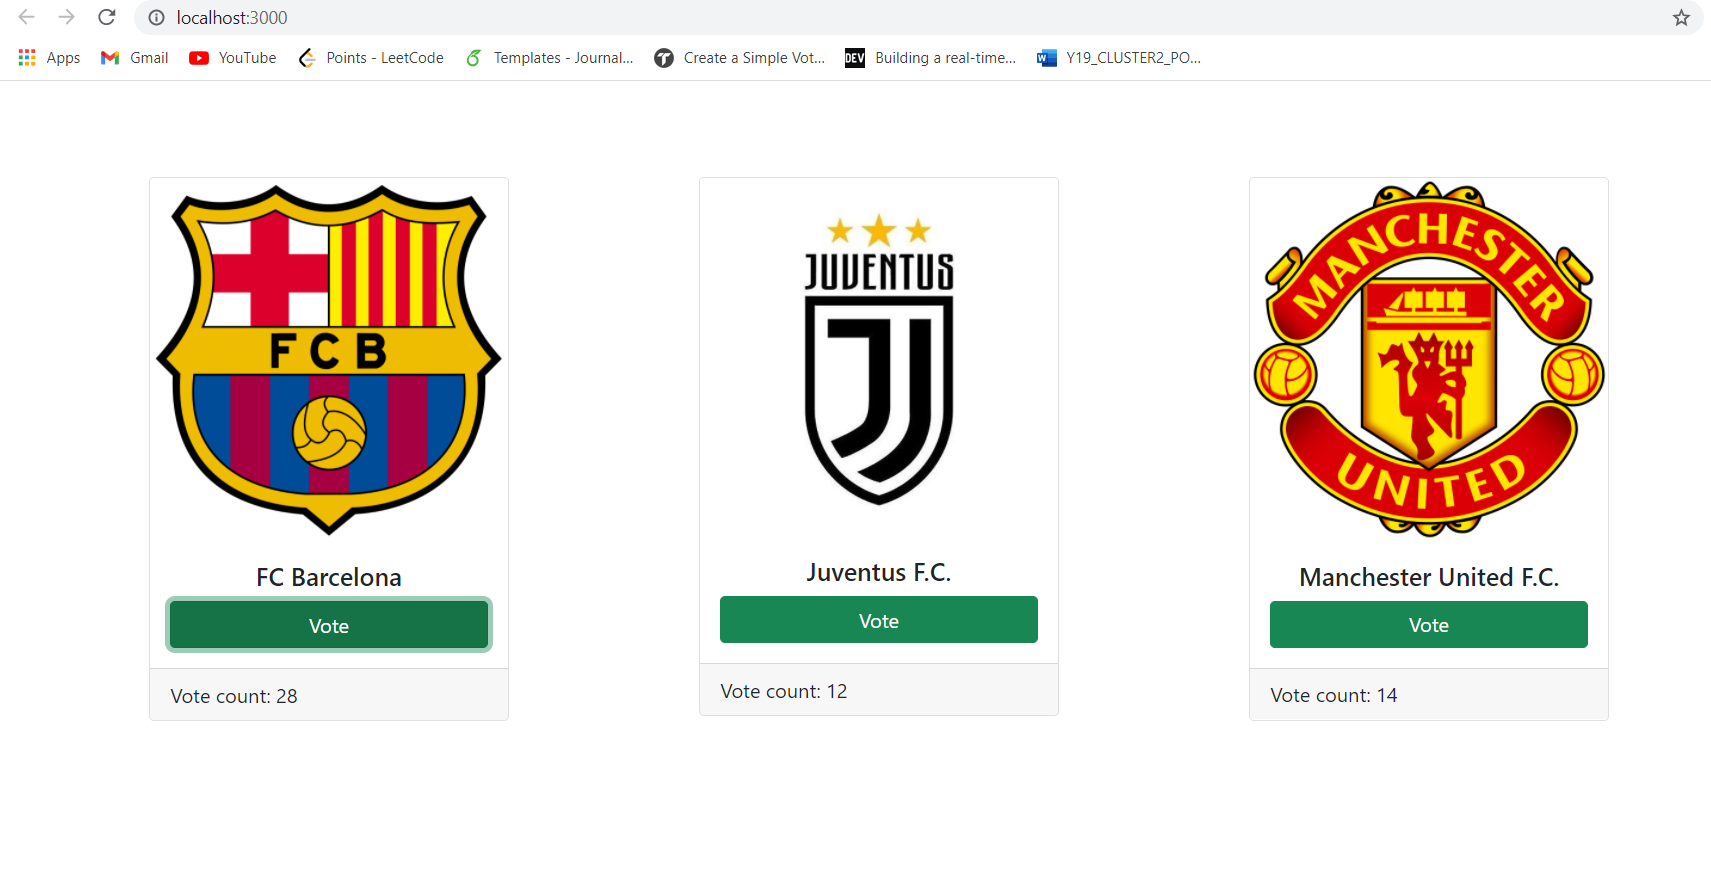 localhost:3000
Apps Gmail YouTube Points - LeetCode Templates - Journal... Create a Simple Vot... DEV Building a real-time... W Y19_CLUSTER2_PO...
FCB
FC Barcelona
Vote
Vote count: 28
JUVENTUS
Juventus F.C.
Vote
Vote count: 12
MANCHESTER
UNITED
Manchester United F.C.
Vote
Vote count: 14